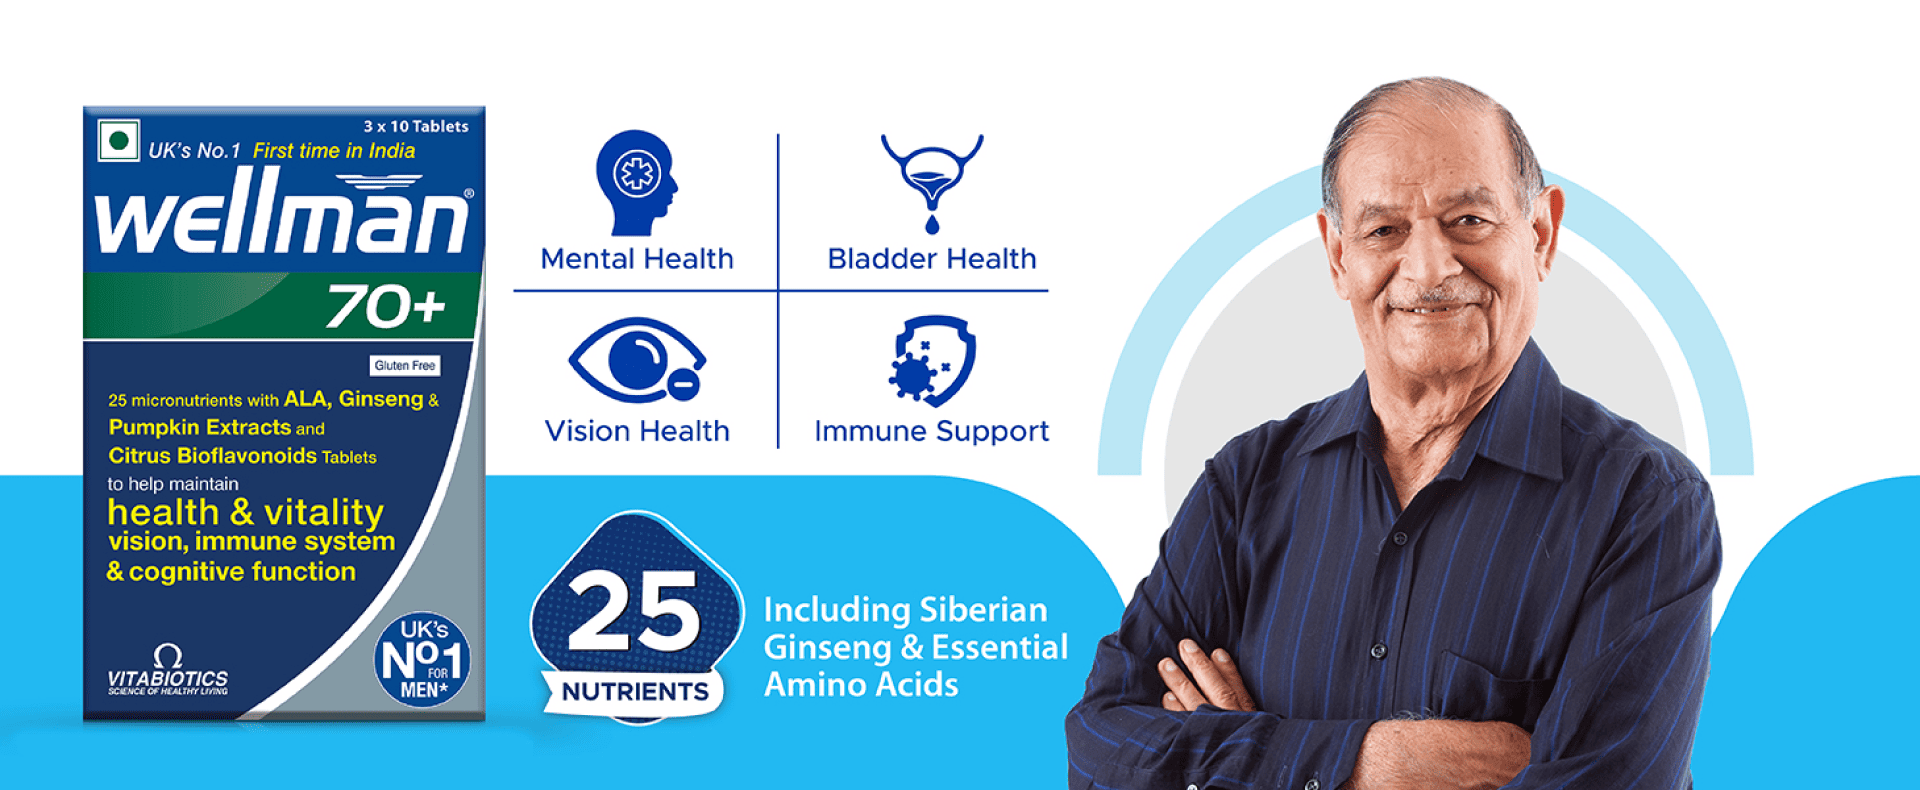 3 x 10 Tablets
UK's No.1 First time in India
wellman®
70+
Gluten Free
25 micronutrients with ALA, Ginseng &
Pumpkin Extracts and
Citrus Bioflavonoids Tablets
to help maintain
health & vitality
vision, immune system
& cognitive function
VITABIOTICS
SCIENCE OF HEALTHY LIVING
UK's
No1
FOR
MEN*
Mental Health
Bladder Health
Vision Health
Immune Support
25
NUTRIENTS
Including Siberian
Ginseng & Essential
Amino Acids